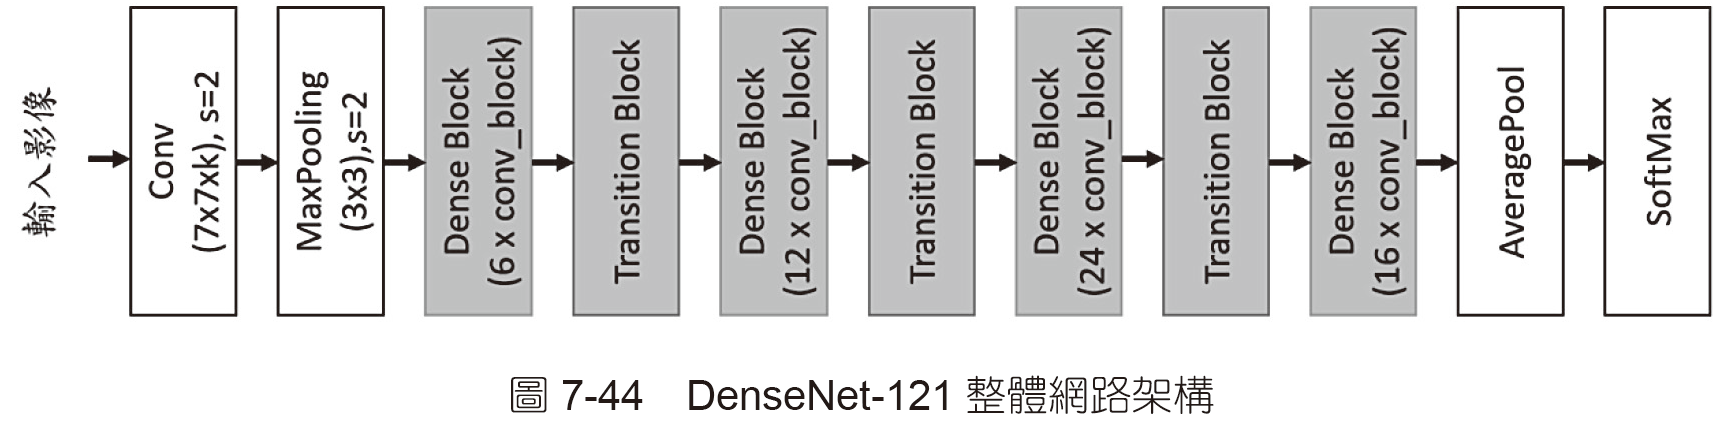 輸入影像
Conv
(7x7xk), s=2
MaxPooling
(3x3),s=2
Dense Block
(6 x conv_block)
Transition Block
Dense Block
(12 x conv_block)
Transition Block
Dense Block
(24 x conv_block)
Transition Block
Dense Block
(16 x conv_block)
AveragePool
SoftMax
圖 7-44 DenseNet-121 整體網路架構